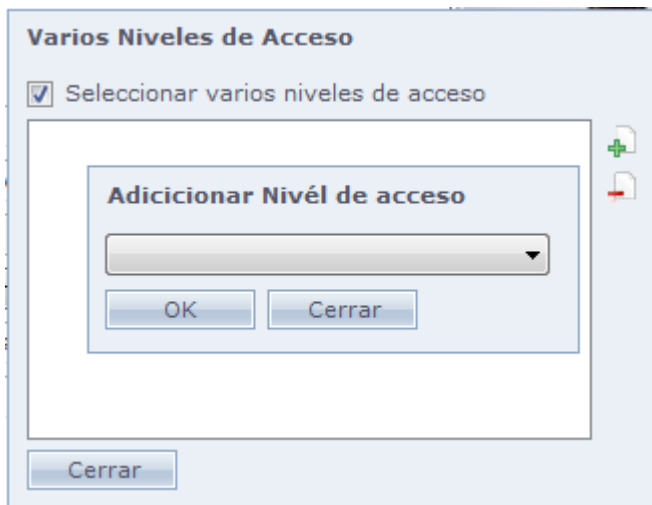 Varios Niveles de Acceso
Seleccionar varios niveles de acceso
Adicicionar Nivél de acceso
OK Cerrar
Cerrar